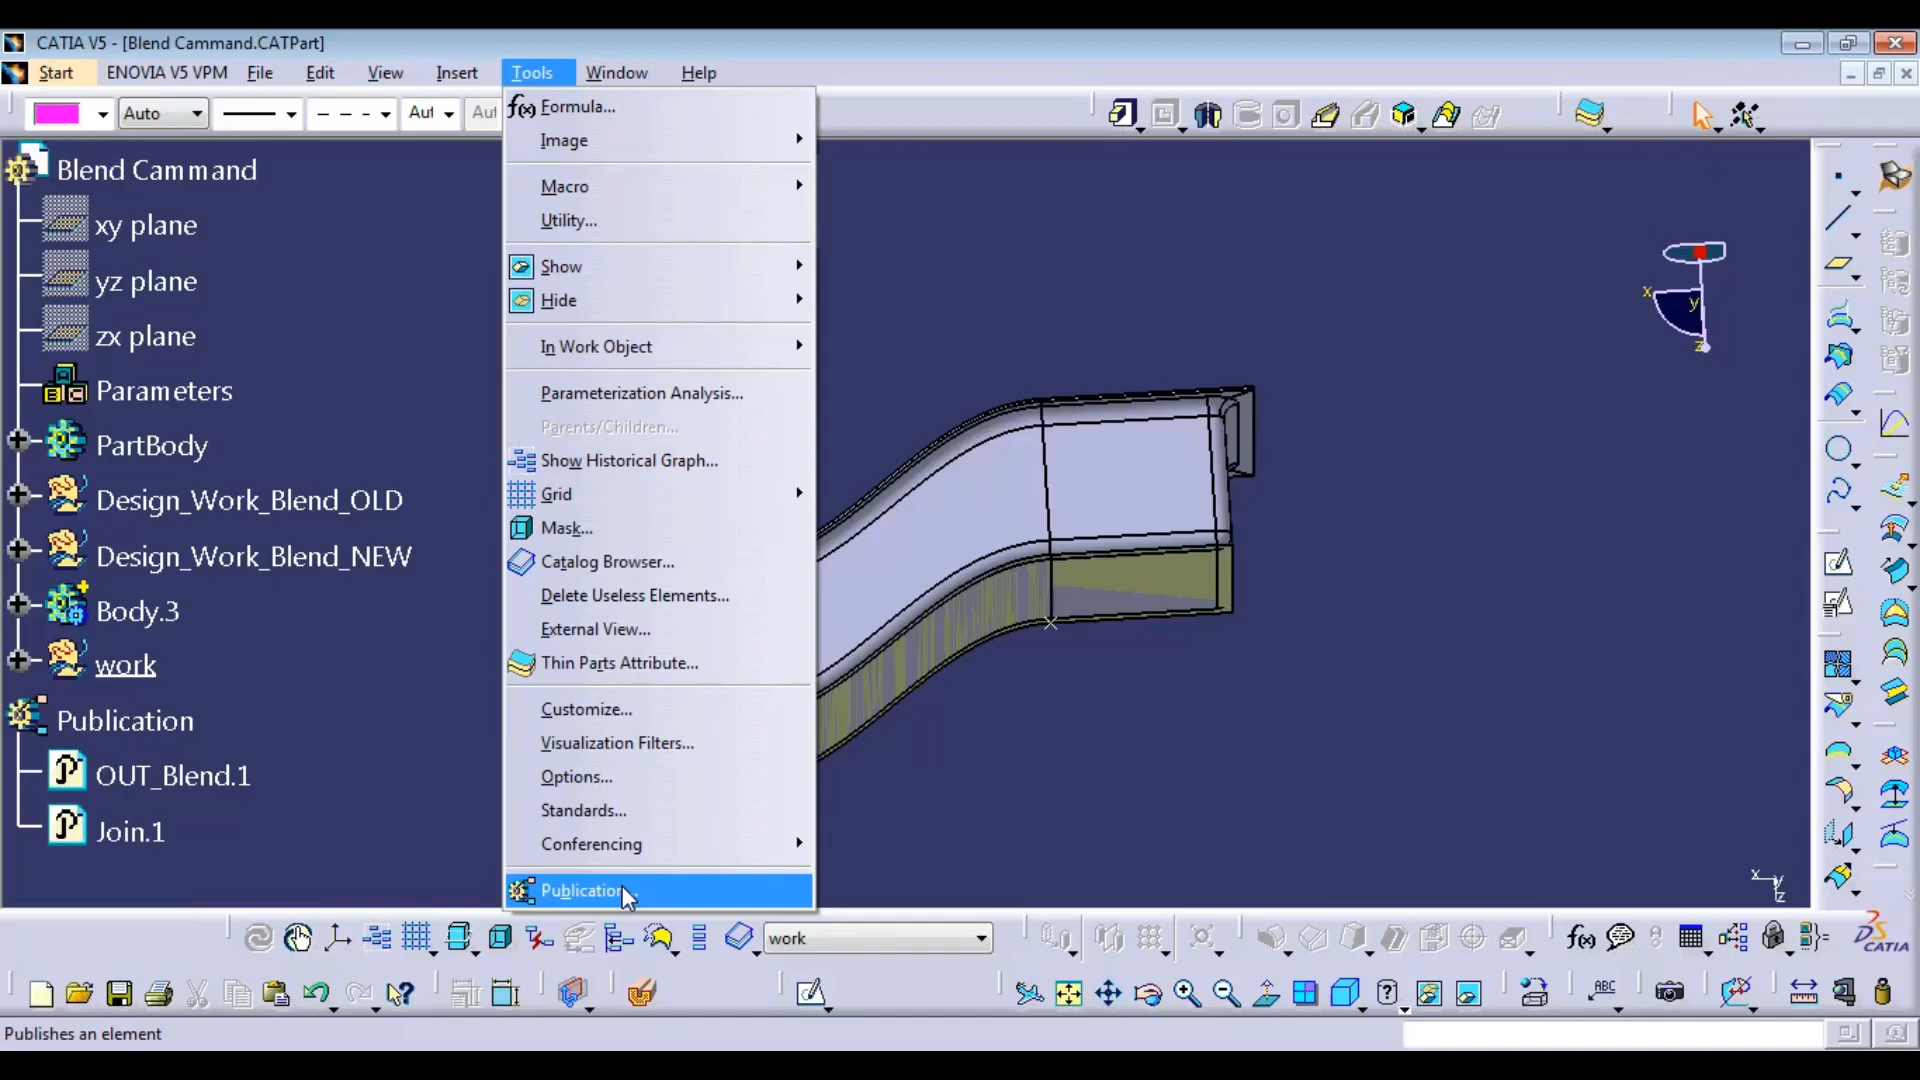 CATIA V5 - [Blend Cammand.CATPart]
Start ENOVIA V5 VPM File Edit View Insert Tools Window Help
Auto Aut Aut
Formula...
Image
Macro
Utility...
Show
Hide
In Work Object
Parameterization Analysis...
Parents/Children...
Show Historical Graph...
Grid
Mask...
Catalog Browser...
Delete Useless Elements...
External View...
Thin Parts Attribute...
Customize...
Visualization Filters...
Options...
Standards...
Conferencing
Publication...
Blend Cammand
xy plane
yz plane
zx plane
Parameters
PartBody
Design_Work_Blend_OLD
Design_Work_Blend_NEW
Body.3
work
Publication
OUT_Blend.1
Join.1
x
y
z
x
y
z
work
f(x)
DS CATIA
ABC
Publishes an element